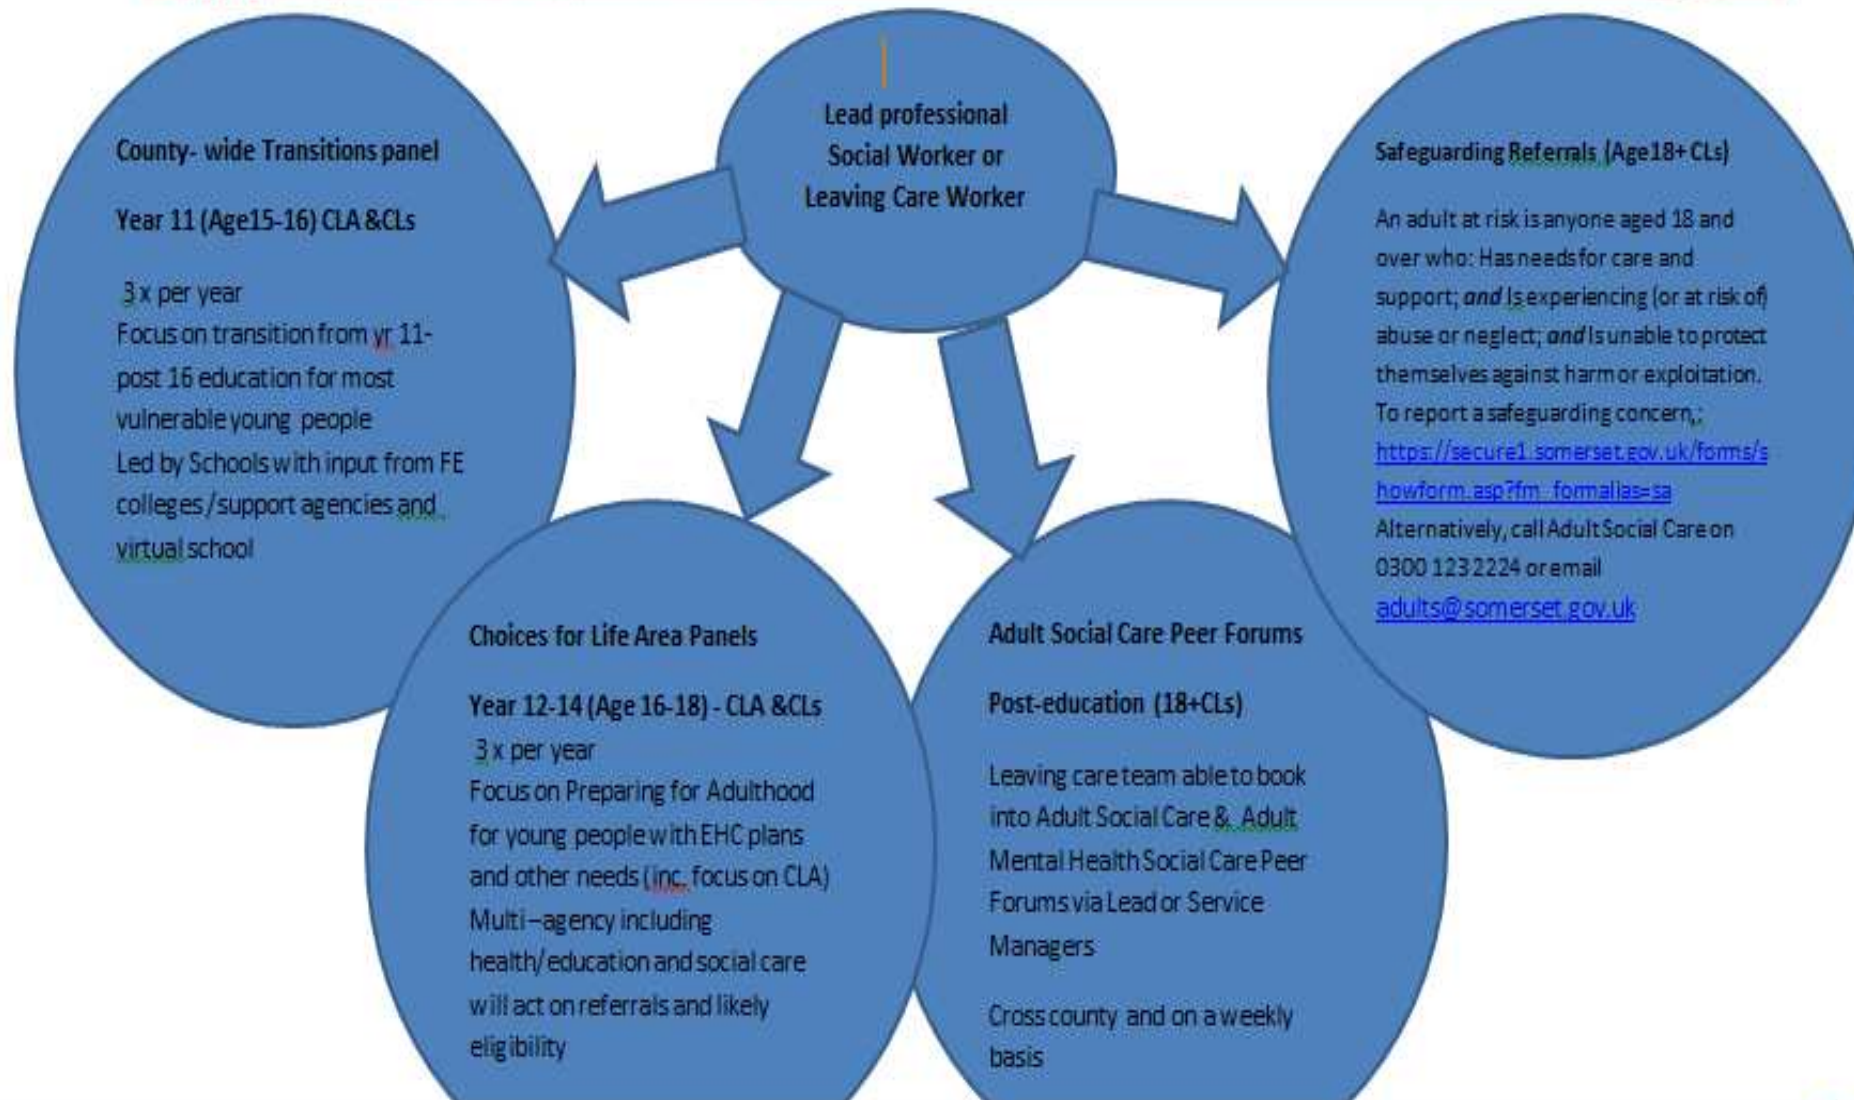 Lead professional
Social Worker or
Leaving Care Worker
County- wide Transitions panel
Year 11 (Age15-16) CLA &CLs
3 x per year
Focus on transition from yr 11-
post 16 education for most
vulnerable young people
Led by Schools with input from FE
colleges/support agencies and
virtual school
Choices for Life Area Panels
Year 12-14 (Age 16-18) - CLA &CLs
3 x per year
Focus on Preparing for Adulthood
for young people with EHC plans
and other needs (inc. focus on CLA)
Multi –agency including
health/education and social care
will act on referrals and likely
eligibility
Adult Social Care Peer Forums
Post-education (18+CLs)
Leaving care team able to book
into Adult Social Care & Adult
Mental Health Social Care Peer
Forums via Lead or Service
Managers
Cross county and on a weekly
basis
Safeguarding Referrals (Age18+ CLs)
An adult at risk is anyone aged 18 and
over who: Has needs for care and
support; and Is experiencing (or at risk of)
abuse or neglect; and Is unable to protect
themselves against harm or exploitation.
To report a safeguarding concern,:
https://secure1.somerset.gov.uk/forms/s
howform.asp?fm_formalias=sa
Alternatively, call Adult Social Care on
0300 123 2224 or email
adults@somerset.gov.uk